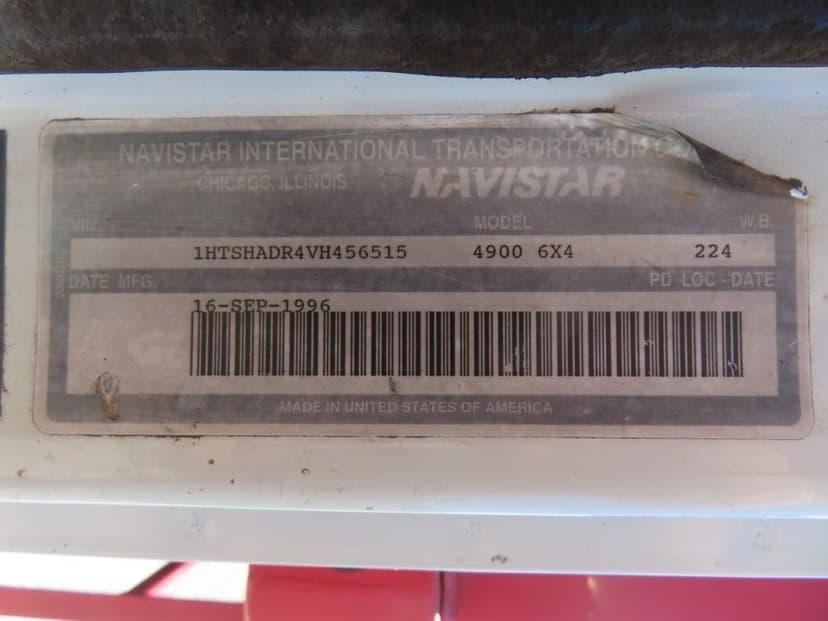 NAVISTAR INTERNATIONAL TRANSPORTATION
CHICAGO, ILLINOIS NAVISTAR
VIN MODEL W.B.
1HTSHADR4VH456515 4900 6X4 224
DATE MFG. PD LOC - DATE
16-SEP-1996
MADE IN UNITED STATES OF AMERICA